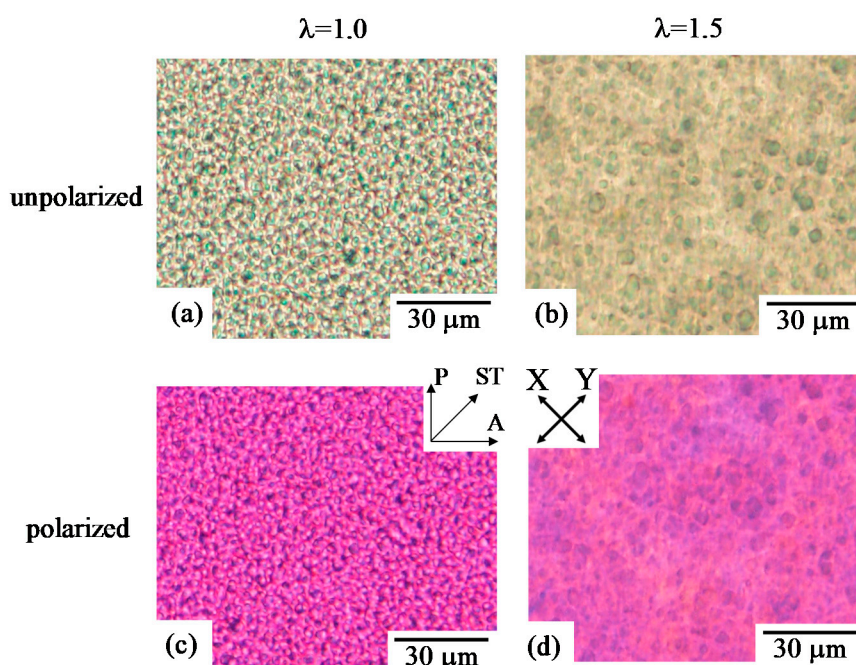 λ=1.0
λ=1.5
unpolarized
(a)
30 μm
(b)
30 μm
P
ST
A
X
Y
polarized
(c)
30 μm
(d)
30 μm